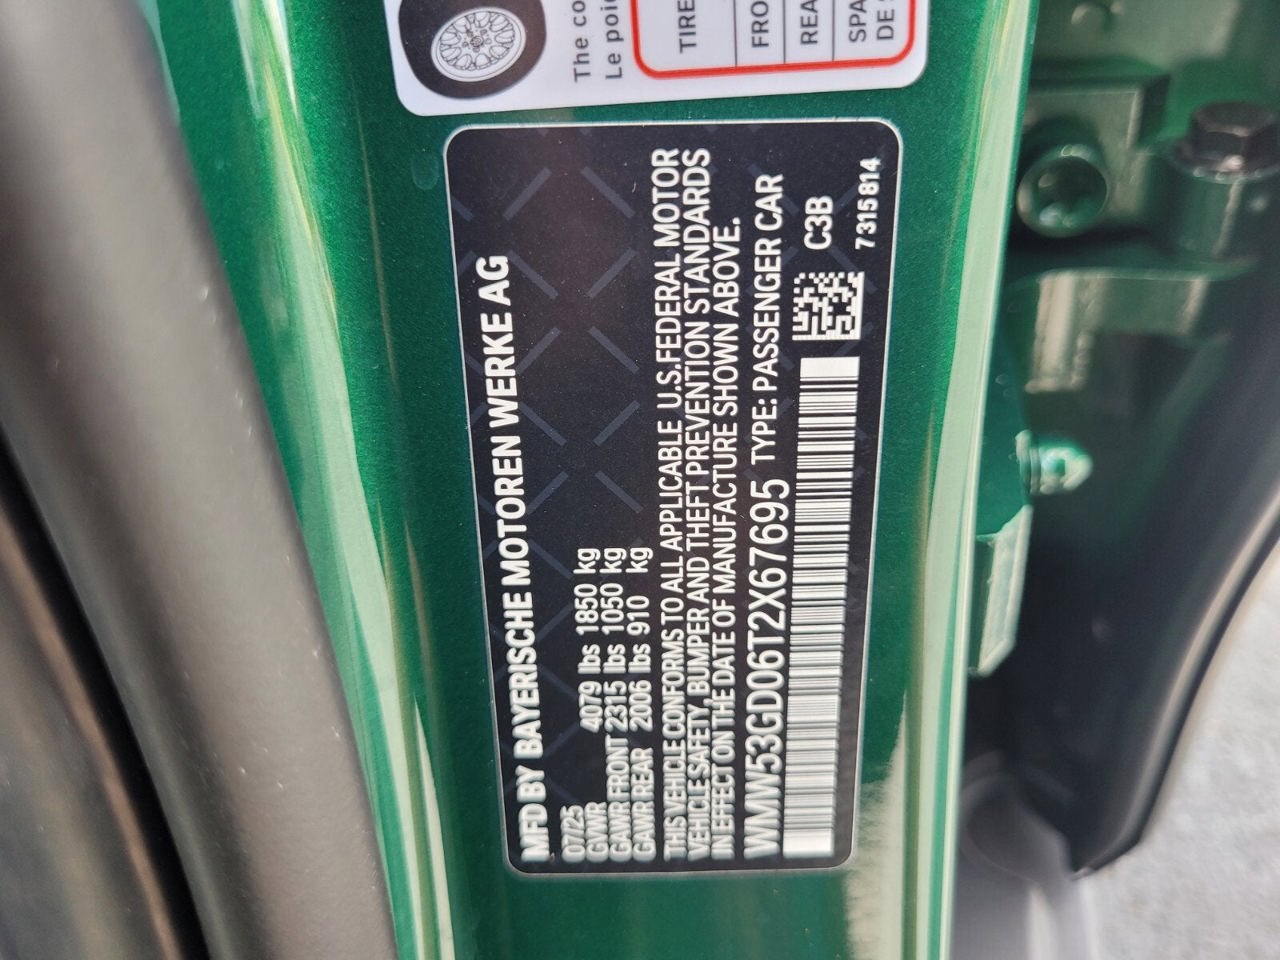 The co
Le poi
TIRE
FRO
REA
SPA
DE S
MFD BY BAYERISCHE MOTOREN WERKE AG
07/25
GVWR 4079 lbs 1850 kg
GAWR FRONT 2315 lbs 1050 kg
GAWR REAR 2006 lbs 910 kg
THIS VEHICLE CONFORMS TO ALL APPLICABLE U.S.FEDERAL MOTOR
VEHICLE SAFETY, BUMPER AND THEFT PREVENTION STANDARDS
IN EFFECT ON THE DATE OF MANUFACTURE SHOWN ABOVE.
WMW53GD06T2X67695 TYPE: PASSENGER CAR
C3B
7 315 814